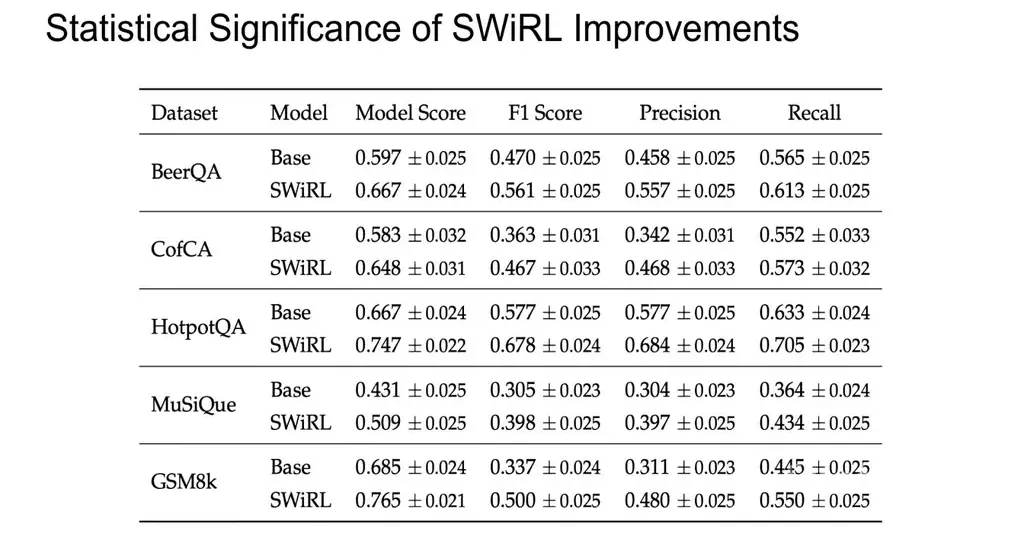 Statistical Significance of SWiRL Improvements
Dataset Model Model Score F1 Score Precision Recall
BeerQA
Base 0.597 ± 0.025 0.470 ± 0.025 0.458 ± 0.025 0.565 ± 0.025
SWiRL 0.667 ± 0.024 0.561 ± 0.025 0.557 ± 0.025 0.613 ± 0.025
CofCA
Base 0.583 ± 0.032 0.363 ± 0.031 0.342 ± 0.031 0.552 ± 0.033
SWiRL 0.648 ± 0.031 0.467 ± 0.033 0.468 ± 0.033 0.573 ± 0.032
HotpotQA
Base 0.667 ± 0.024 0.577 ± 0.025 0.577 ± 0.025 0.633 ± 0.024
SWiRL 0.747 ± 0.022 0.678 ± 0.024 0.684 ± 0.024 0.705 ± 0.023
MuSiQue
Base 0.431 ± 0.025 0.305 ± 0.023 0.304 ± 0.023 0.364 ± 0.024
SWiRL 0.509 ± 0.025 0.398 ± 0.025 0.397 ± 0.025 0.434 ± 0.025
GSM8k
Base 0.685 ± 0.024 0.337 ± 0.024 0.311 ± 0.023 0.445 ± 0.025
SWiRL 0.765 ± 0.021 0.500 ± 0.025 0.480 ± 0.025 0.550 ± 0.025